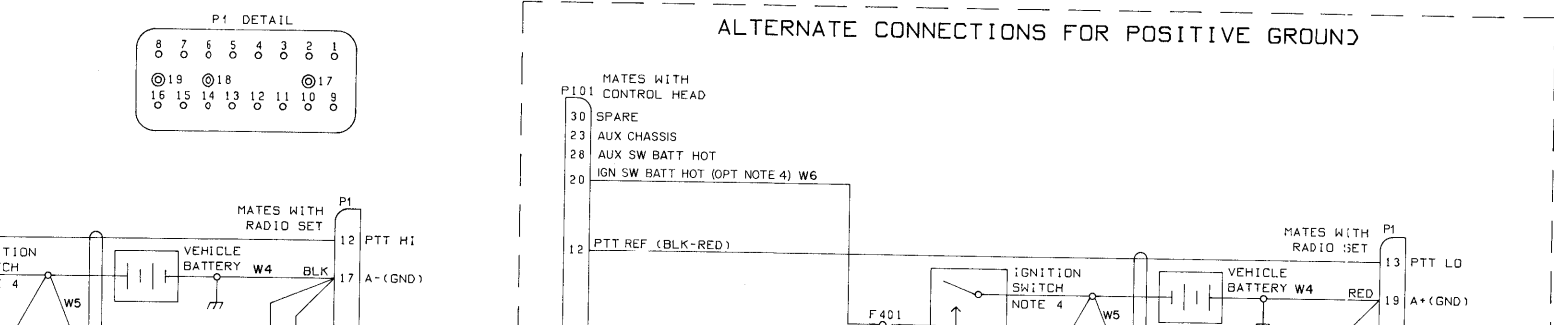 P1 DETAIL
8 7 6 5 4 3 2 1
19 18 17
16 15 14 13 12 11 10 9
MATES WITH
RADIO SET
P1
12 PTT HI
VEHICLE
BATTERY
W4
BLK
17 A-(GND)
TION
CH
4
W5
ALTERNATE CONNECTIONS FOR POSITIVE GROUND
P101
MATES WITH
CONTROL HEAD
30 SPARE
23 AUX CHASSIS
28 AUX SW BATT HOT
20 IGN SW BATT HOT (OPT NOTE 4) W6
12 PTT REF (BLK-RED)
MATES WITH
RADIO SET
P1
13 PTT LO
IGNITION
SWITCH
NOTE 4
VEHICLE
BATTERY W4
RED
19 A+(GND)
F401
W5